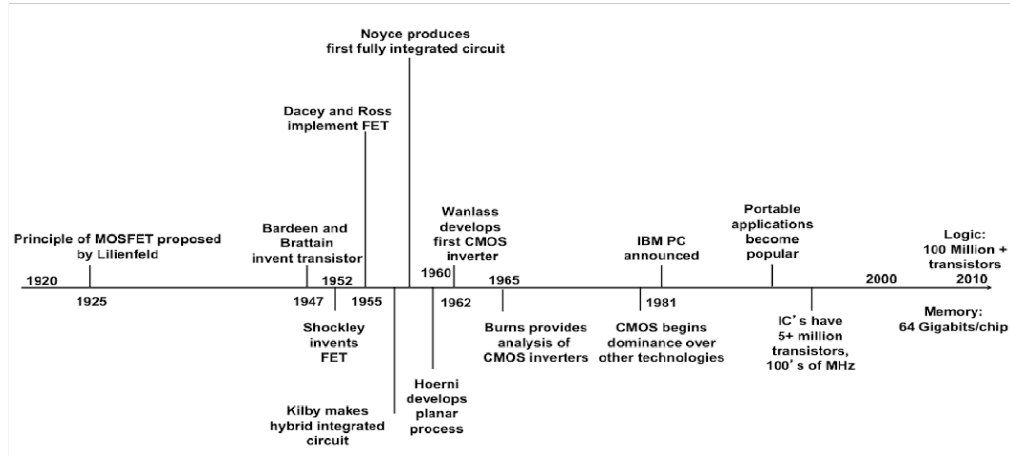 Noyce produces
first fully integrated circuit
Dacey and Ross
implement FET
Principle of MOSFET proposed
by Lilienfeld
Bardeen and
Brattain
invent transistor
Wanlass
develops
first CMOS
inverter
IBM PC
announced
Portable
applications
become
popular
Logic:
100 Million +
transistors
1920
1952
1960
1965
2000
2010
1925
1947
1955
1962
1981
Shockley
invents
FET
Burns provides
analysis of
CMOS inverters
CMOS begins
dominance over
other technologies
IC's have
5+ million
transistors,
100's of MHz
Memory:
64 Gigabits/chip
Kilby makes
hybrid integrated
circuit
Hoerni
develops
planar
process